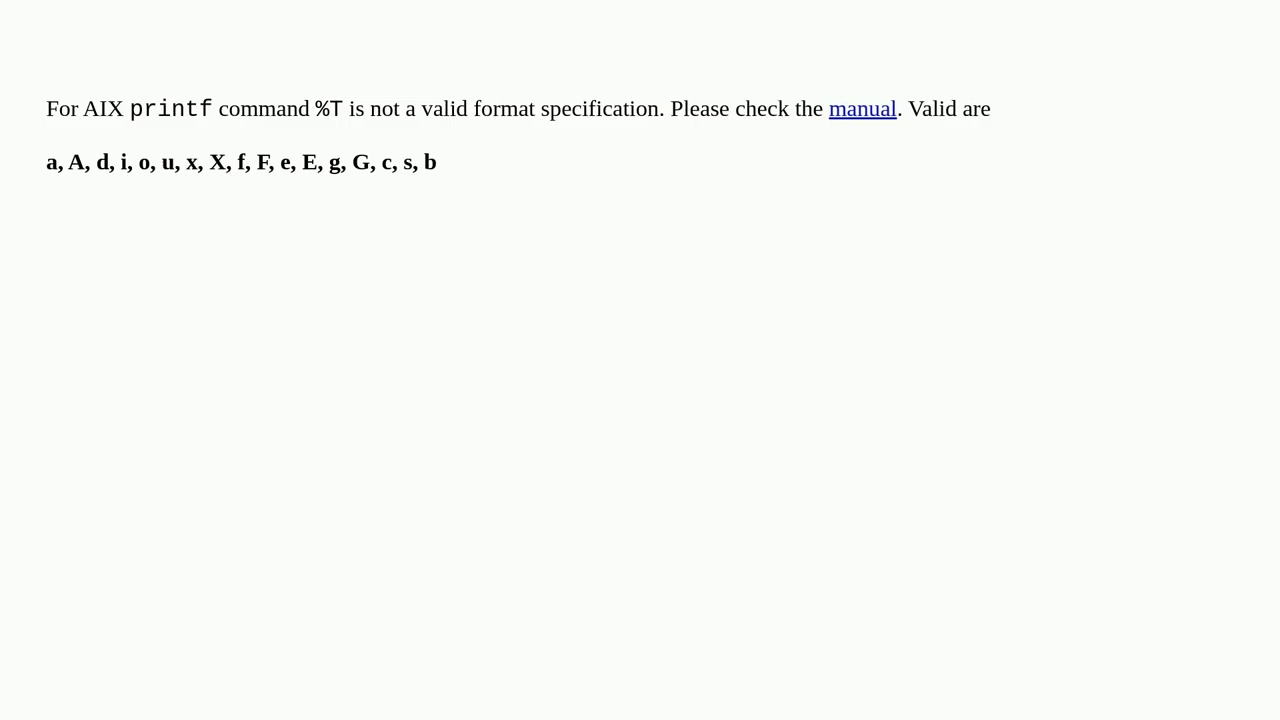 For AIX printf command %T is not a valid format specification. Please check the manual. Valid are
a, A, d, i, o, u, x, X, f, F, e, E, g, G, c, s, b